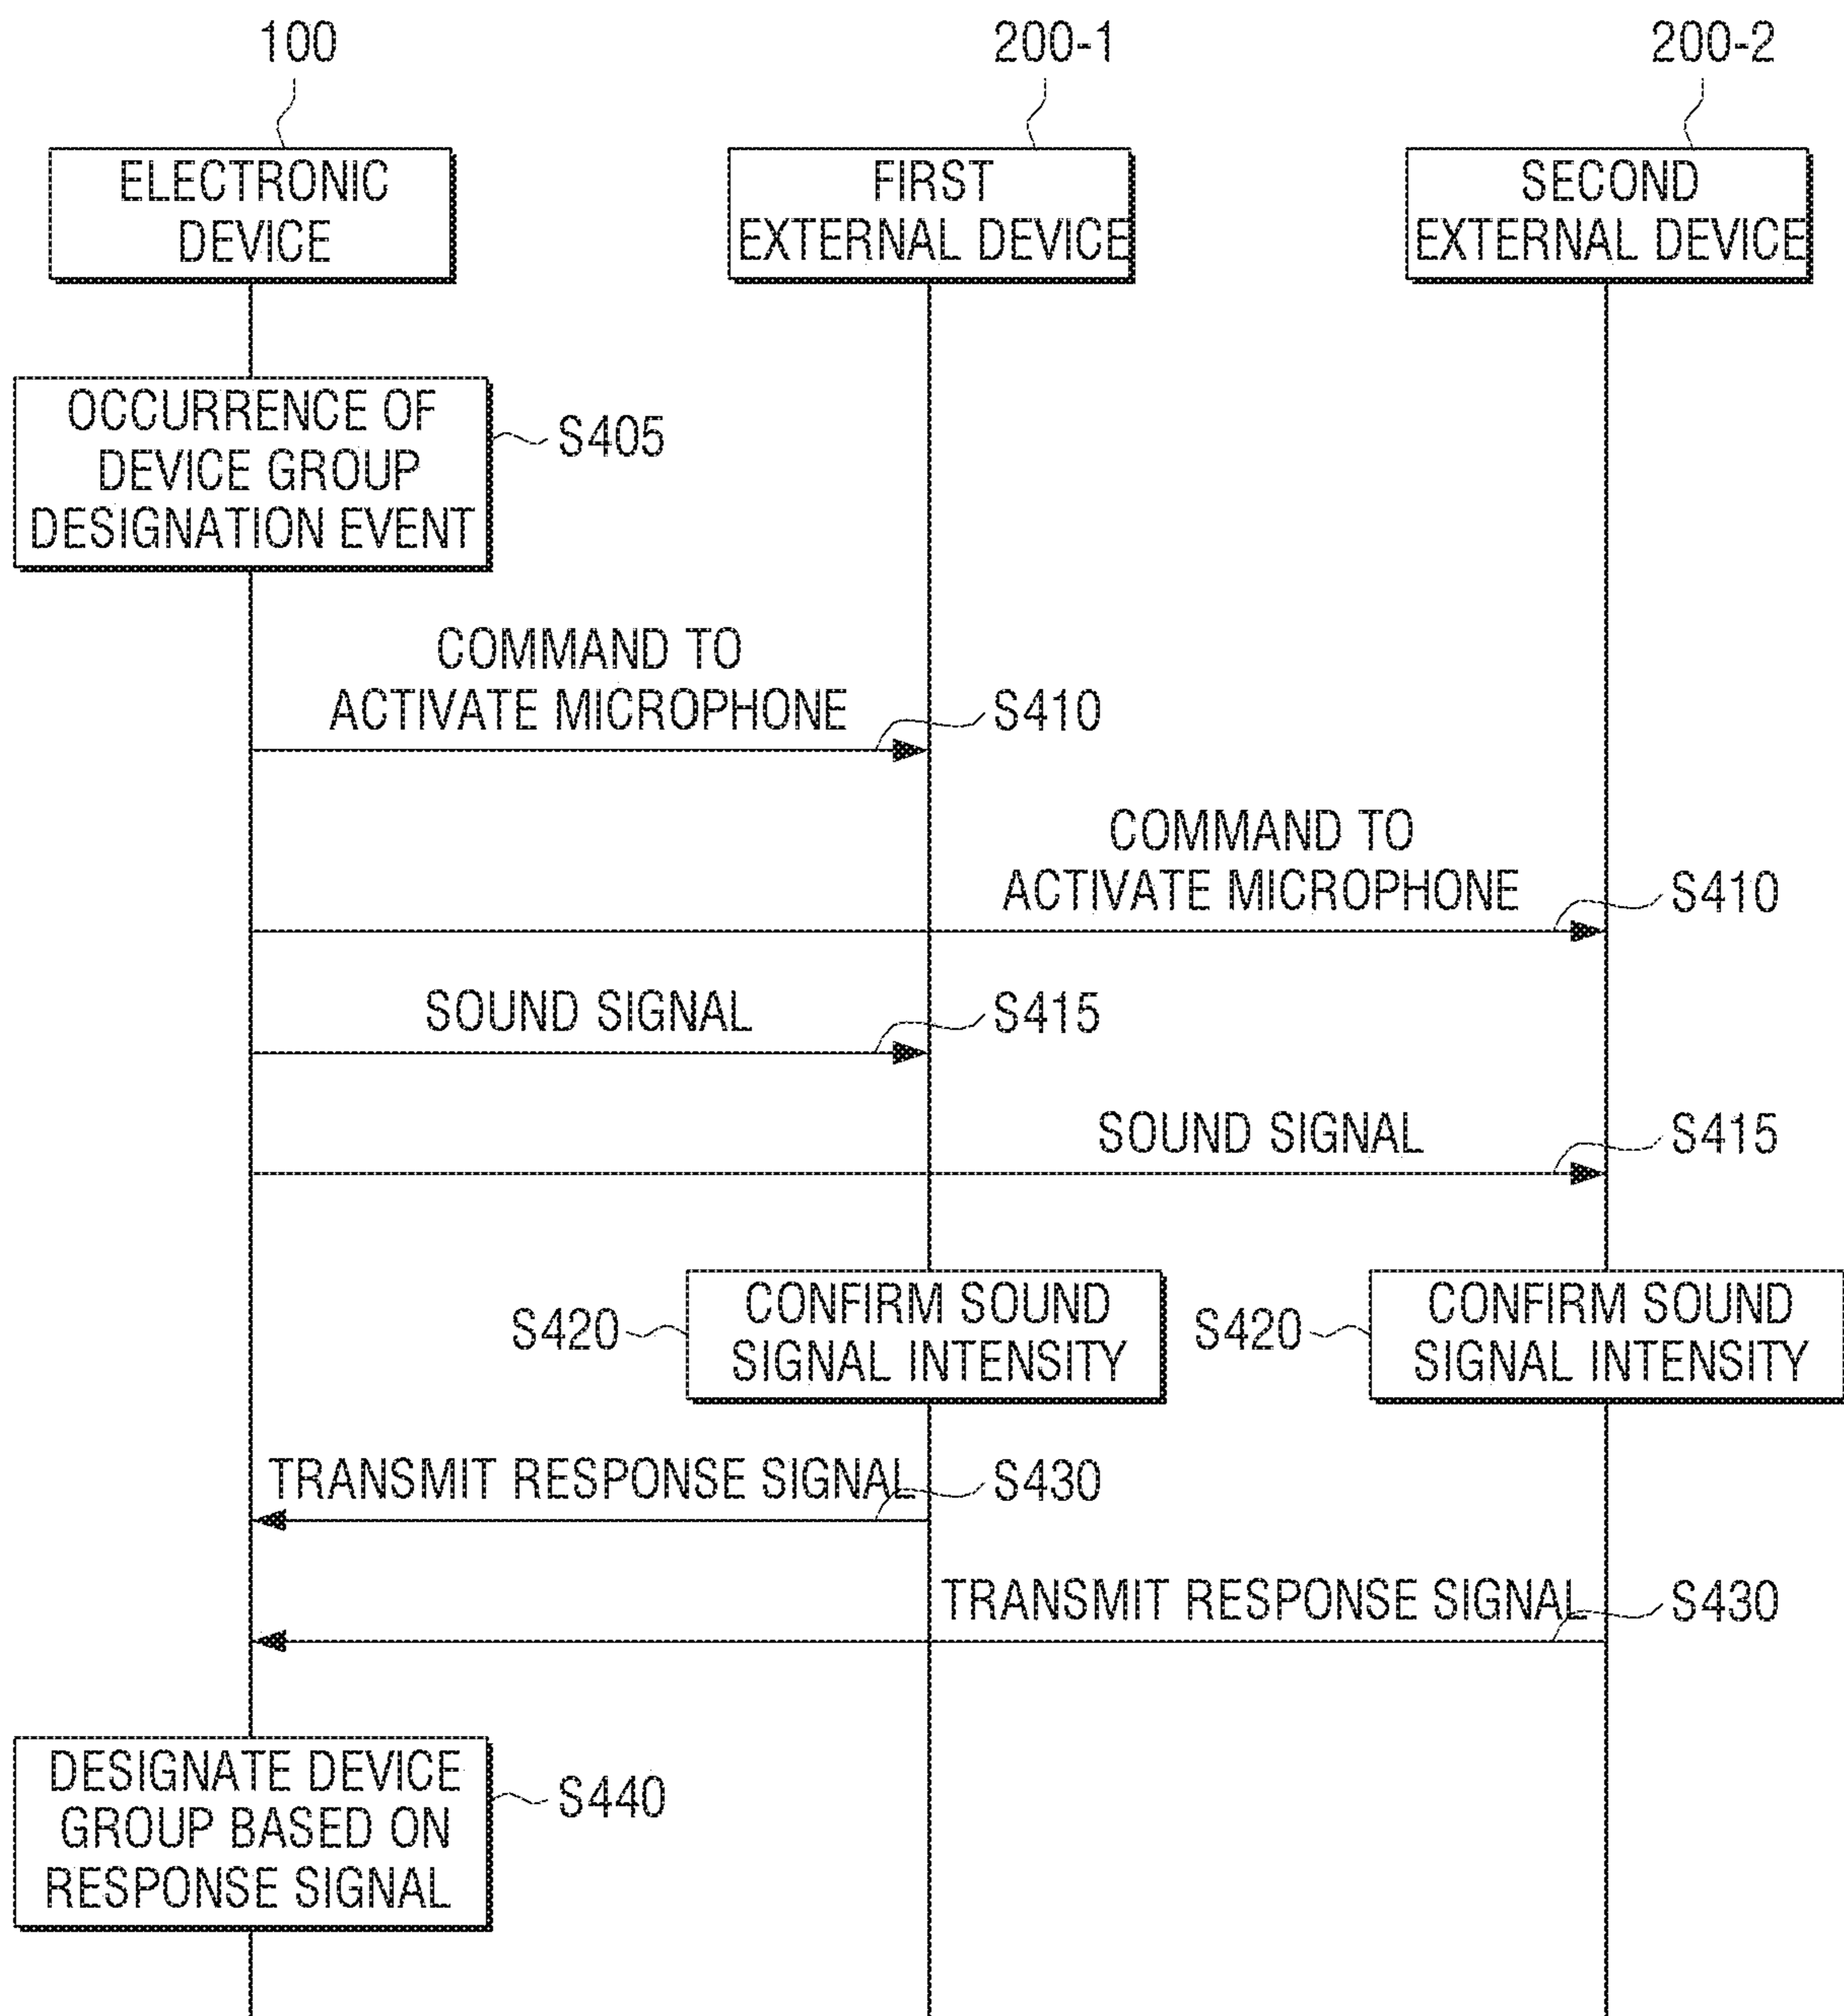 100
200-1
200-2
ELECTRONIC
DEVICE
FIRST
EXTERNAL DEVICE
SECOND
EXTERNAL DEVICE
OCCURRENCE OF
DEVICE GROUP
DESIGNATION EVENT
S405
COMMAND TO
ACTIVATE MICROPHONE
S410
COMMAND TO
ACTIVATE MICROPHONE
S410
SOUND SIGNAL
S415
SOUND SIGNAL
S415
S420
CONFIRM SOUND
SIGNAL INTENSITY
S420
CONFIRM SOUND
SIGNAL INTENSITY
TRANSMIT RESPONSE SIGNAL
S430
TRANSMIT RESPONSE SIGNAL
S430
DESIGNATE DEVICE
GROUP BASED ON
RESPONSE SIGNAL
S440